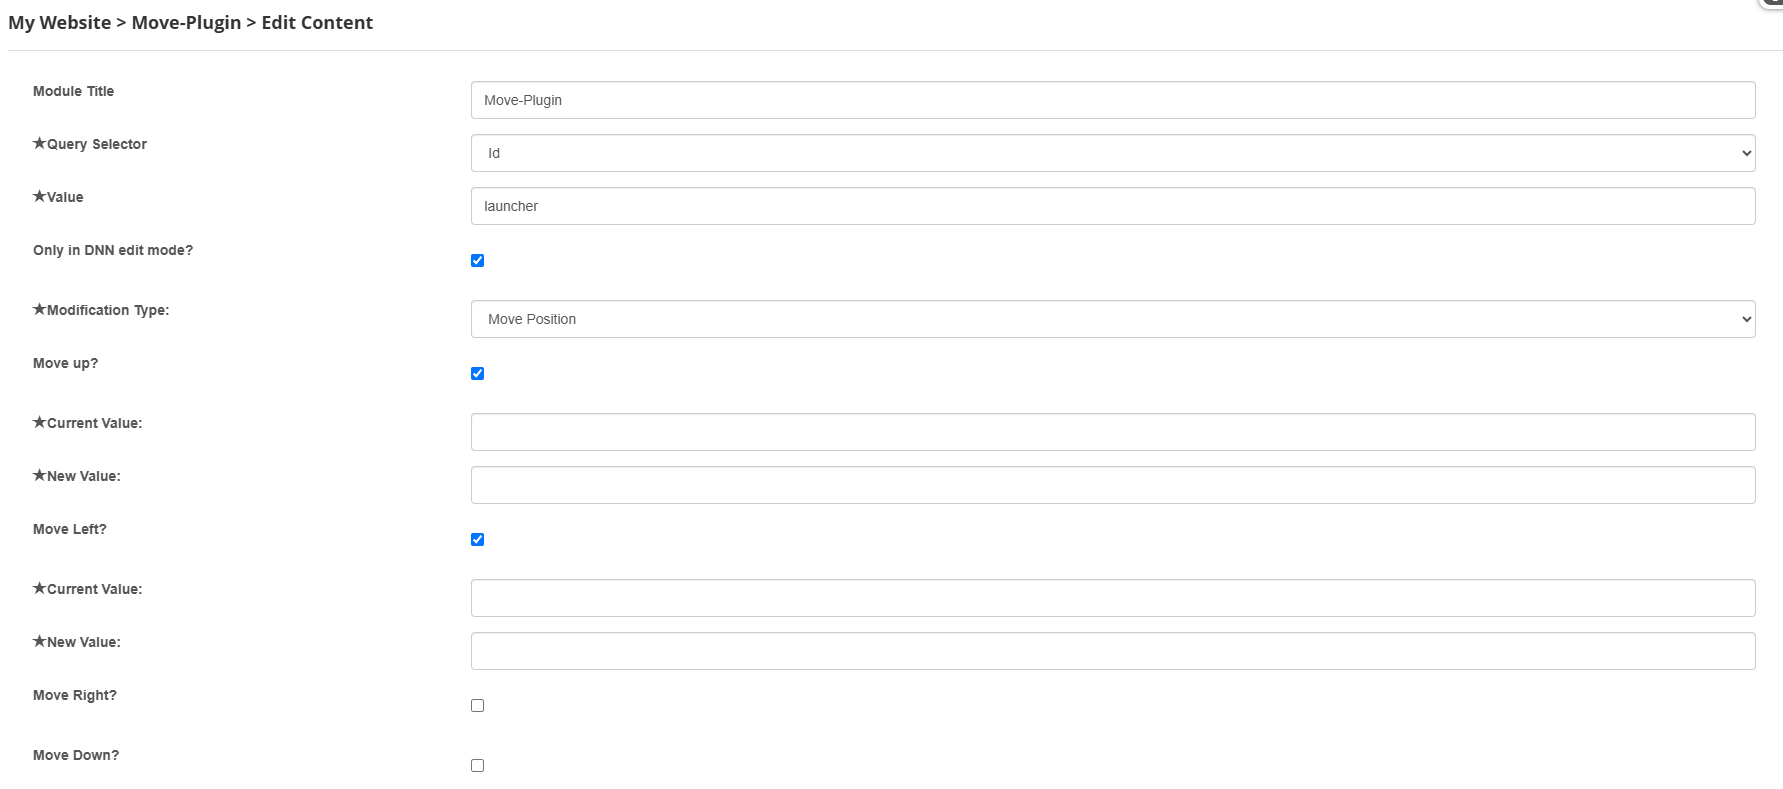 My Website > Move-Plugin > Edit Content
Module Title
Move-Plugin
★Query Selector
Id
★Value
launcher
Only in DNN edit mode?
★Modification Type:
Move Position
Move up?
★Current Value:
★New Value:
Move Left?
★Current Value:
★New Value:
Move Right?
Move Down?